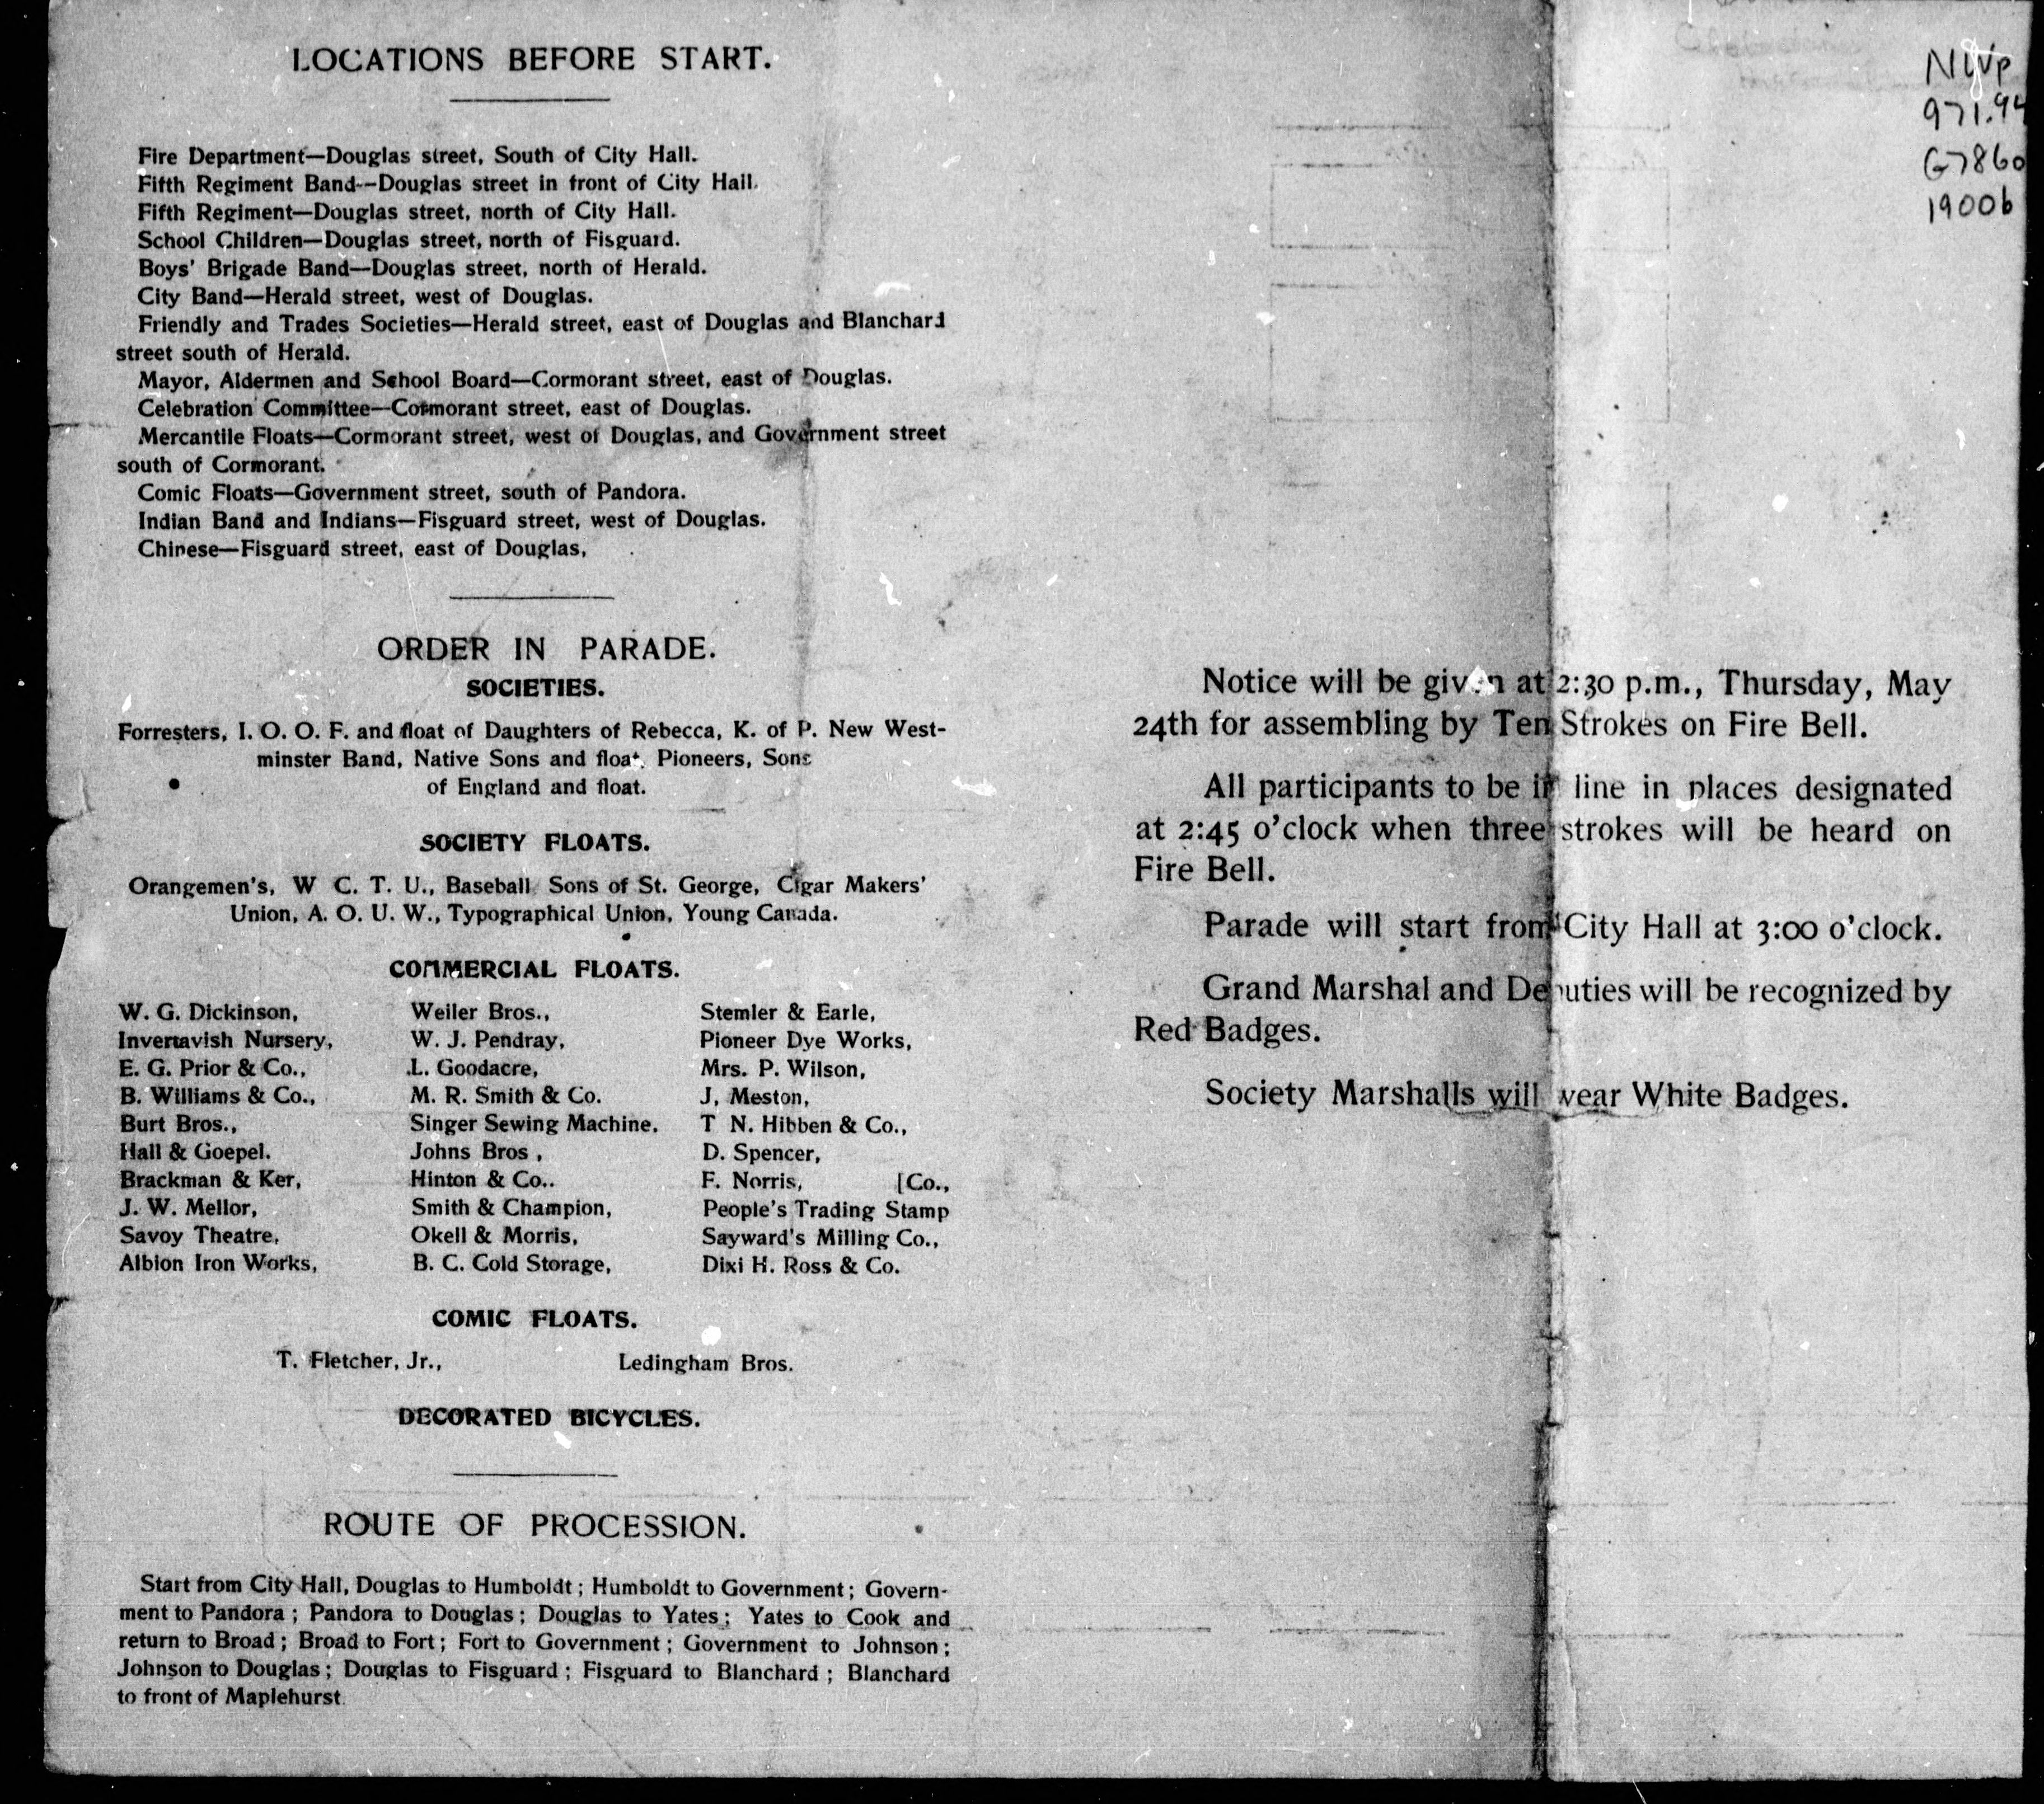 LOCATIONS BEFORE START.
Fire Department—Douglas street, South of City Hall.
Fifth Regiment Band--Douglas street in front of City Hall.
Fifth Regiment—Douglas street, north of City Hall.
School Children—Douglas street, north of Fisguard.
Boys' Brigade Band—Douglas street, north of Herald.
City Band—Herald street, west of Douglas.
Friendly and Trades Societies—Herald street, east of Douglas and Blanchard
street south of Herald.
Mayor, Aldermen and School Board—Cormorant street, east of Douglas.
Celebration Committee—Cormorant street, east of Douglas.
Mercantile Floats—Cormorant street, west of Douglas, and Government street
south of Cormorant.
Comic Floats—Government street, south of Pandora.
Indian Band and Indians—Fisguard street, west of Douglas.
Chinese—Fisguard street, east of Douglas,
ORDER IN PARADE.
SOCIETIES.
Forresters, I. O. O. F. and float of Daughters of Rebecca, K. of P. New West-
minster Band, Native Sons and float, Pioneers, Sons
of England and float.
SOCIETY FLOATS.
Orangemen's, W C. T. U., Baseball Sons of St. George, Cigar Makers'
Union, A. O. U. W., Typographical Union, Young Canada.
COMMERCIAL FLOATS.
W. G. Dickinson,
Invertavish Nursery,
E. G. Prior & Co.,
B. Williams & Co.,
Burt Bros.,
Hall & Goepel.
Brackman & Ker,
J. W. Mellor,
Savoy Theatre,
Albion Iron Works,
Weiler Bros.,
W. J. Pendray,
L. Goodacre,
M. R. Smith & Co.
Singer Sewing Machine.
Johns Bros ,
Hinton & Co..
Smith & Champion,
Okell & Morris,
B. C. Cold Storage,
Stemler & Earle,
Pioneer Dye Works,
Mrs. P. Wilson,
J, Meston,
T N. Hibben & Co.,
D. Spencer,
F. Norris, [Co.,
People's Trading Stamp
Sayward's Milling Co.,
Dixi H. Ross & Co.
COMIC FLOATS.
T. Fletcher, Jr., Ledingham Bros.
DECORATED BICYCLES.
ROUTE OF PROCESSION.
Start from City Hall, Douglas to Humboldt ; Humboldt to Government ; Govern-
ment to Pandora ; Pandora to Douglas ; Douglas to Yates ; Yates to Cook and
return to Broad ; Broad to Fort ; Fort to Government ; Government to Johnson ;
Johnson to Douglas ; Douglas to Fisguard ; Fisguard to Blanchard ; Blanchard
to front of Maplehurst.
NWp
971.94
G786o
1900b
Notice will be given at 2:30 p.m., Thursday, May
24th for assembling by Ten Strokes on Fire Bell.
All participants to be in line in places designated
at 2:45 o'clock when three strokes will be heard on
Fire Bell.
Parade will start from City Hall at 3:00 o'clock.
Grand Marshal and Deputies will be recognized by
Red Badges.
Society Marshalls will wear White Badges.